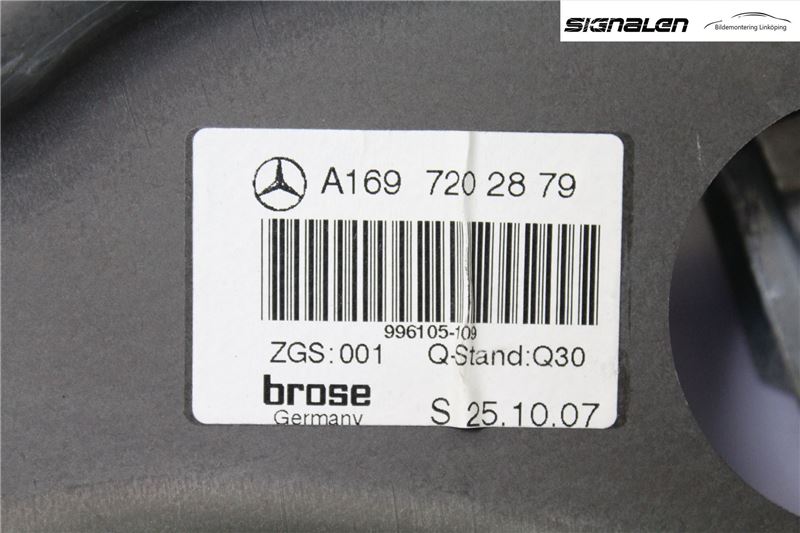 SIGNALEN
Bildemontering Linköping
A169 720 28 79
996105-109
ZGS:001 Q-Stand:Q30
brose
Germany S 25.10.07